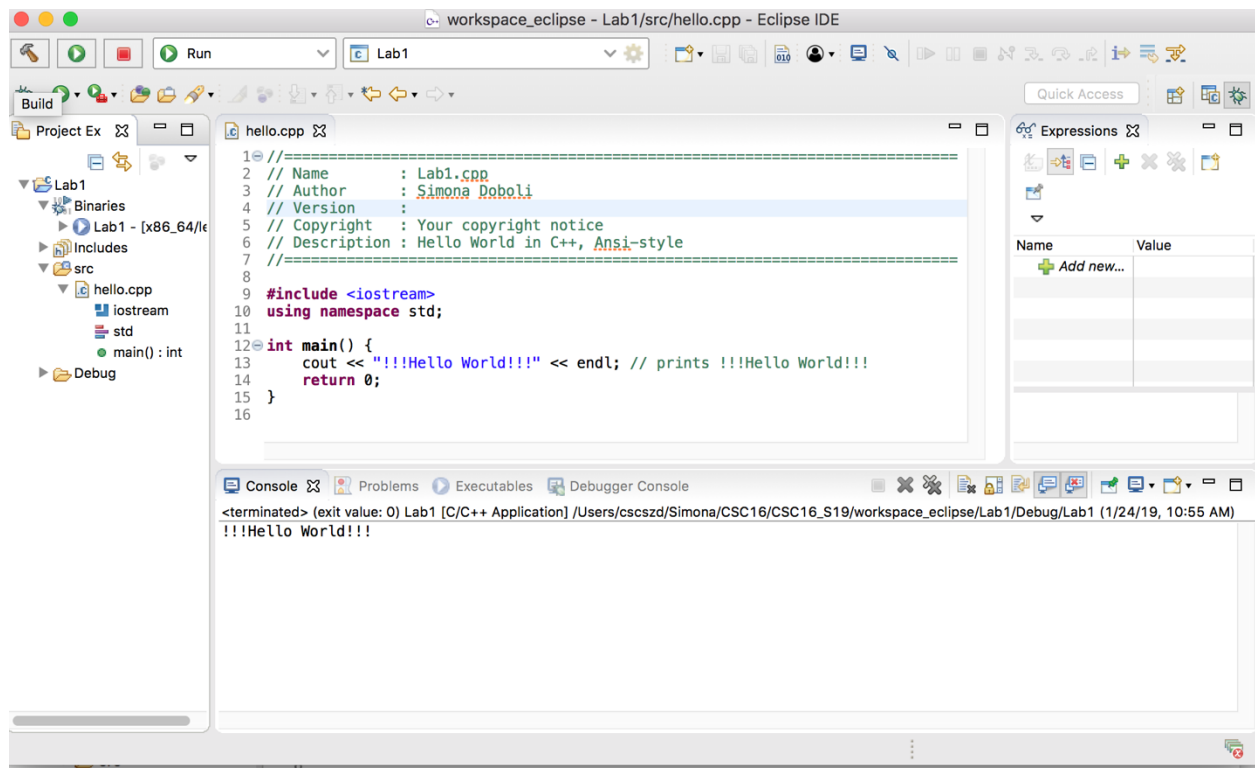 workspace_eclipse - Lab1/src/hello.cpp - Eclipse IDE
Run
Lab1
Build
Quick Access
Project Ex
hello.cpp
Expressions
Lab1
Binaries
Lab1 - [x86_64/le
Includes
src
hello.cpp
iostream
std
main() : int
Debug
1 //============================================================================
2 // Name        : Lab1.cpp
3 // Author      : Simona Doboli
4 // Version     :
5 // Copyright   : Your copyright notice
6 // Description : Hello World in C++, Ansi-style
7 //============================================================================
8
9 #include <iostream>
10 using namespace std;
11
12 int main() {
13     cout << "!!!Hello World!!!" << endl; // prints !!!Hello World!!!
14     return 0;
15 }
16
Name Value
Add new...
Console Problems Executables Debugger Console
<terminated> (exit value: 0) Lab1 [C/C++ Application] /Users/cscszd/Simona/CSC16/CSC16_S19/workspace_eclipse/Lab1/Debug/Lab1 (1/24/19, 10:55 AM)
!!!Hello World!!!